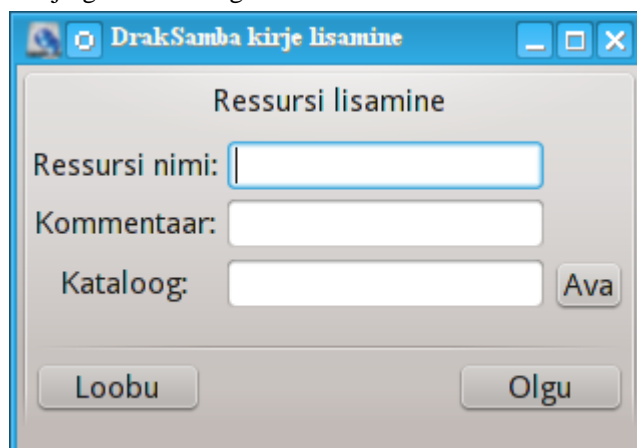 DrakSamba kirje lisamine
Ressursi lisamine
Ressursi nimi:
Kommentaar:
Kataloog:
Ava
Loobu
Olgu